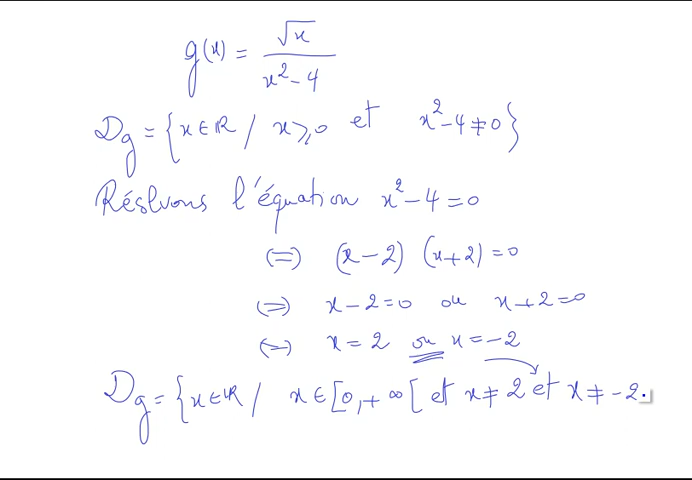 g(x) = √x / (x² - 4)
Dg = {x ∈ ℝ / x ⩾ 0 et x² - 4 ≠ 0}
Réslvons l'équation x² - 4 = 0
(=) (x - 2) (x + 2) = 0
(=) x - 2 = 0 ou x + 2 = 0
(=) x = 2 ou x = -2
Dg = {x ∈ ℝ / x ∈ [0, +∞[ et x ≠ 2 et x ≠ -2.